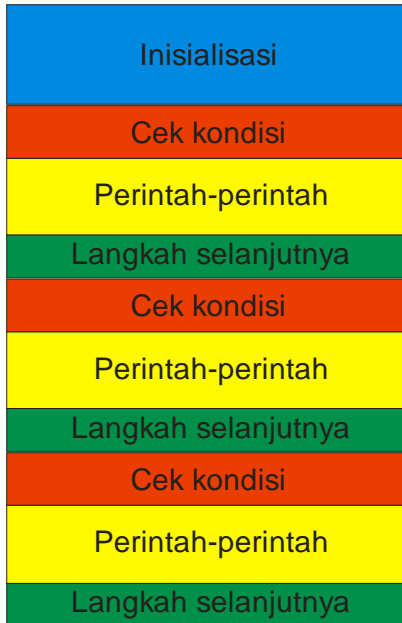 Inisialisasi
Cek kondisi
Perintah-perintah
Langkah selanjutnya
Cek kondisi
Perintah-perintah
Langkah selanjutnya
Cek kondisi
Perintah-perintah
Langkah selanjutnya